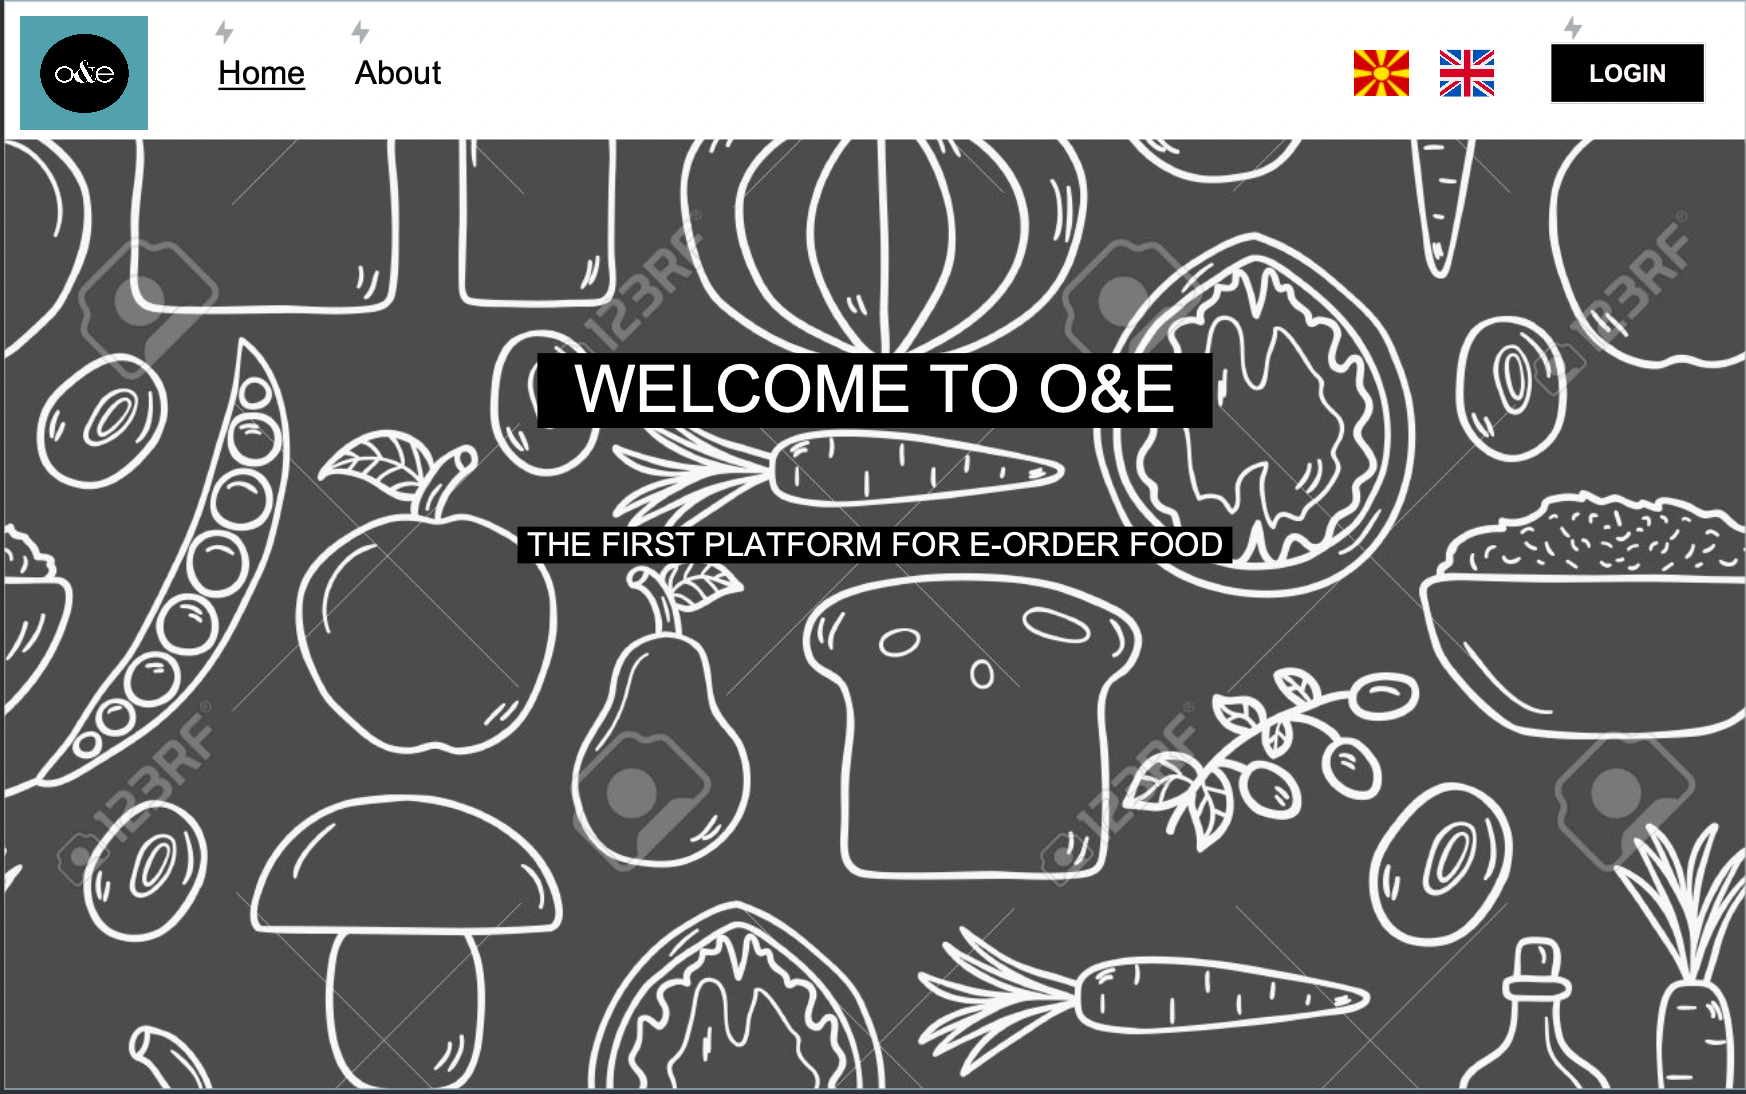 o&e
Home
About
LOGIN
123RF
123RF
WELCOME TO O&E
THE FIRST PLATFORM FOR E-ORDER FOOD
123RF
123RF